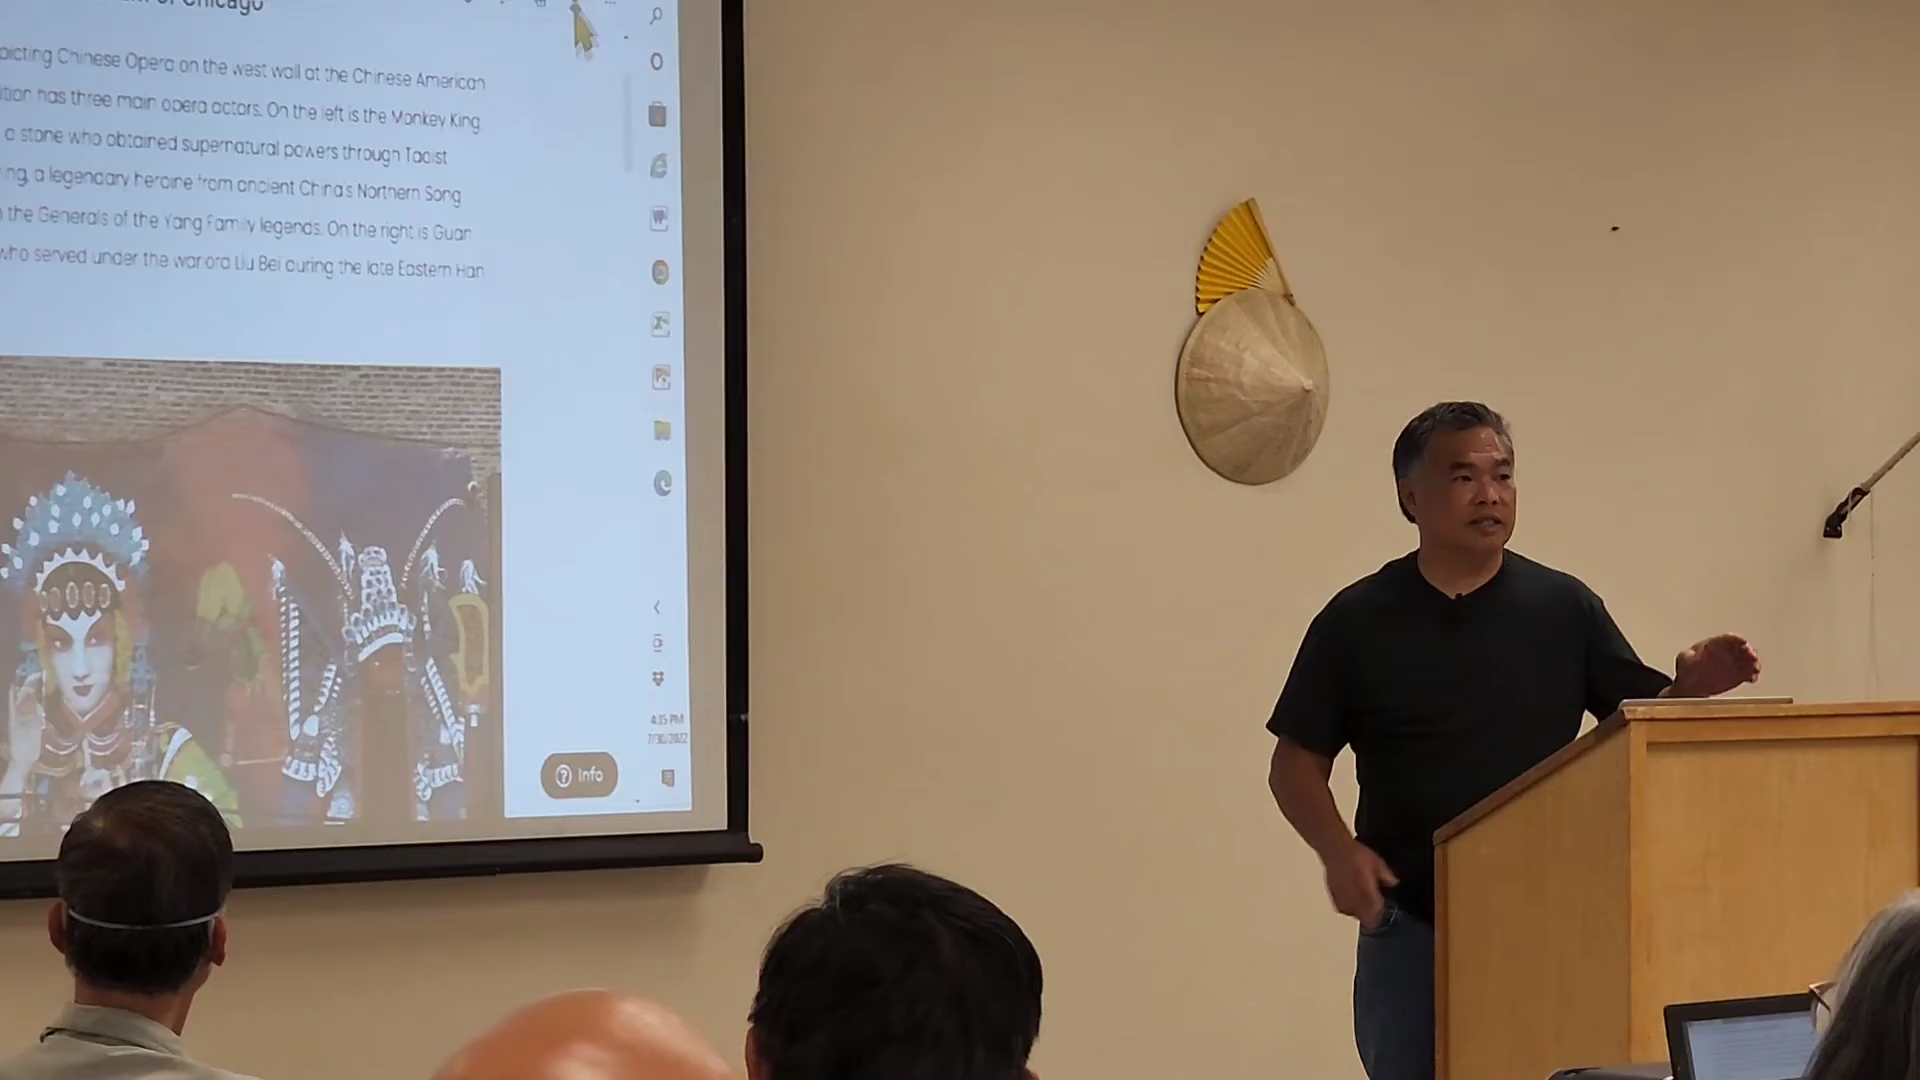 of Chicago
picting Chinese Opera on the west wall at the Chinese American
ition has three main opera actors. On the left is the Monkey King
a stone who obtained supernatural powers through Taoist
ing, a legendary heroine from ancient China's Northern Song
the Generals of the Yang Family legends. On the right is Guan
who served under the warlord Liu Bei during the late Eastern Han
4:35 PM
7/30/2022
Info